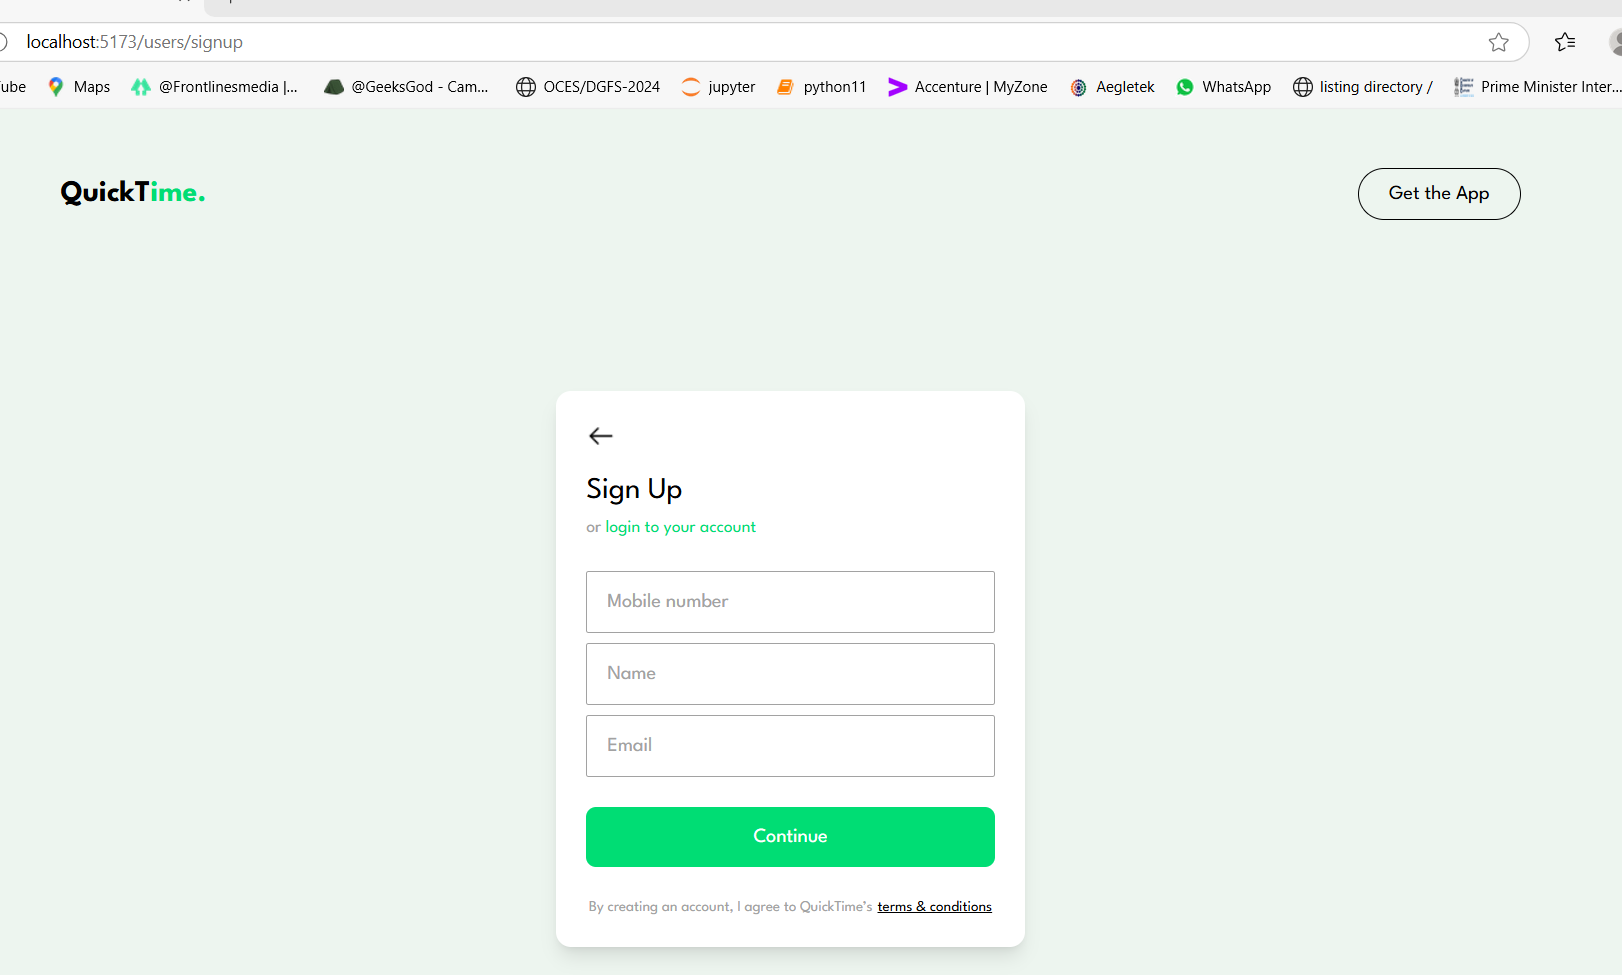 localhost:5173/users/signup
ube Maps @Frontlinesmedia |... @GeeksGod - Cam... OCES/DGFS-2024 jupyter python11 Accenture | MyZone Aegletek WhatsApp listing directory / Prime Minister Inter...
QuickTime.
Get the App
Sign Up
or login to your account
Mobile number
Name
Email
Continue
By creating an account, I agree to QuickTime's terms & conditions